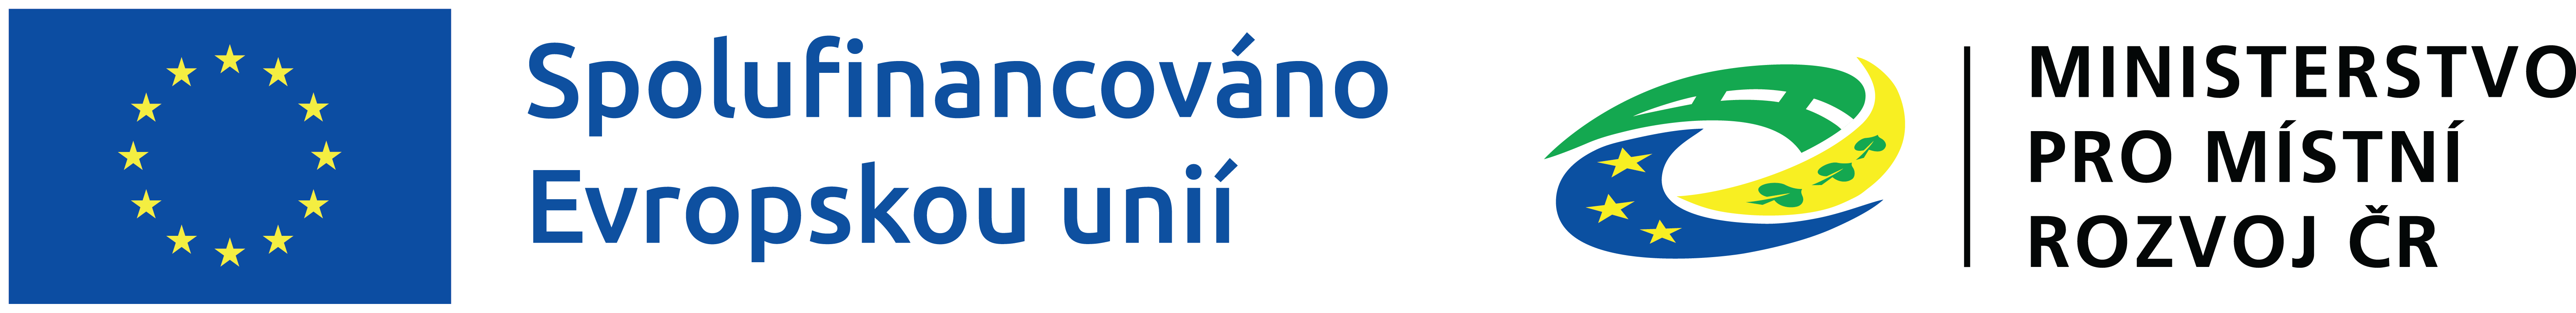 Spolufinancováno
Evropskou unií
MINISTERSTVO
PRO MÍSTNÍ
ROZVOJ ČR